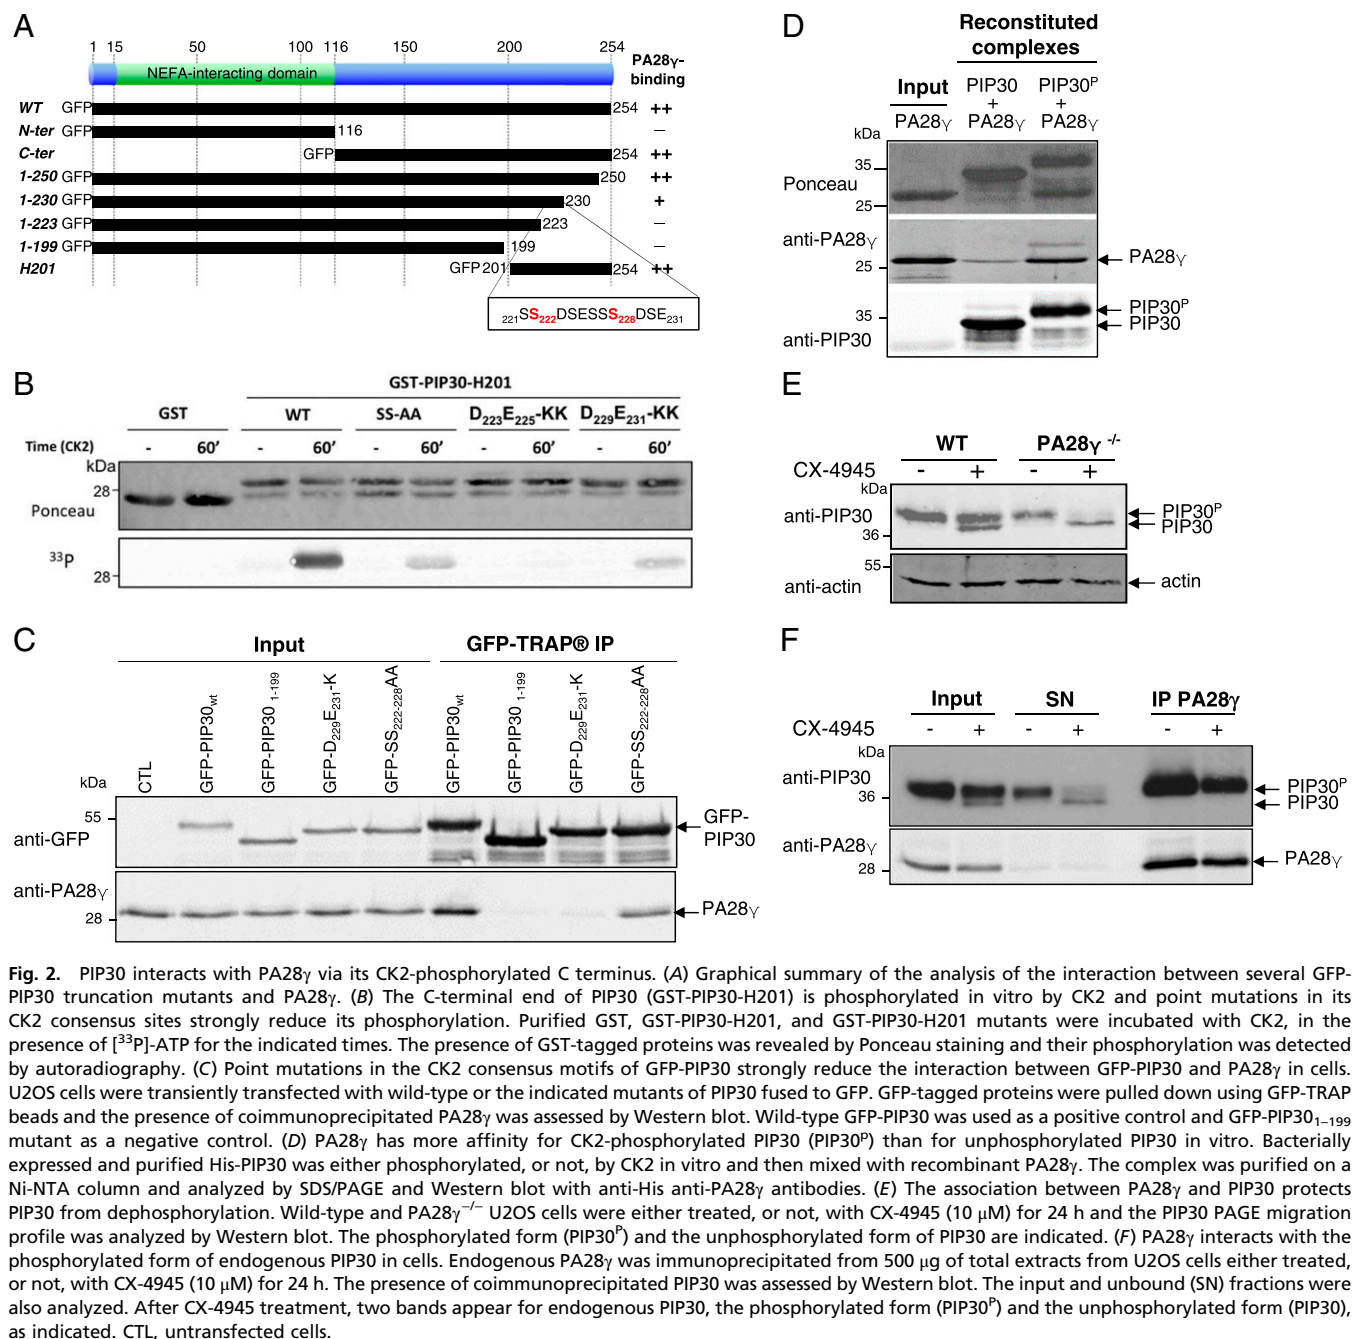 A
1 15 50 100 116 150 200 254
PA28γ-
binding
NEFA-interacting domain
WT GFP 254 ++
N-ter GFP 116 –
C-ter GFP 254 ++
1-250 GFP 250 ++
1-230 GFP 230 +
1-223 GFP 223 –
1-199 GFP 199 –
H201 GFP 201 254 ++
221SS222DSESSS228DSE231
B
GST-PIP30-H201
GST WT SS-AA D223E225-KK D229E231-KK
Time (CK2) - 60’ - 60’ - 60’ - 60’ - 60’
kDa
28
Ponceau
33P
28
C
Input GFP-TRAP® IP
CTL
GFP-PIP30wt
GFP-PIP30 1-199
GFP-D229E231-K
GFP-SS222-228AA
GFP-PIP30wt
GFP-PIP30 1-199
GFP-D229E231-K
GFP-SS222-228AA
kDa
55
anti-GFP
GFP-
PIP30
anti-PA28γ
28
PA28γ
D
Reconstituted
complexes
Input PIP30 PIP30P
+ +
PA28γ PA28γ PA28γ
kDa
35
Ponceau
25
anti-PA28γ
25
PA28γ
35
PIP30P
PIP30
anti-PIP30
E
WT PA28γ -/-
CX-4945 - + - +
kDa
anti-PIP30
PIP30P
PIP30
36
55
anti-actin
actin
F
Input SN IP PA28γ
CX-4945 - + - + - +
kDa
anti-PIP30
36
PIP30P
PIP30
anti-PA28γ
28
PA28γ
Fig. 2. PIP30 interacts with PA28γ via its CK2-phosphorylated C terminus. (A) Graphical summary of the analysis of the interaction between several GFP-
PIP30 truncation mutants and PA28γ. (B) The C-terminal end of PIP30 (GST-PIP30-H201) is phosphorylated in vitro by CK2 and point mutations in its
CK2 consensus sites strongly reduce its phosphorylation. Purified GST, GST-PIP30-H201, and GST-PIP30-H201 mutants were incubated with CK2, in the
presence of [33P]-ATP for the indicated times. The presence of GST-tagged proteins was revealed by Ponceau staining and their phosphorylation was detected
by autoradiography. (C) Point mutations in the CK2 consensus motifs of GFP-PIP30 strongly reduce the interaction between GFP-PIP30 and PA28γ in cells.
U2OS cells were transiently transfected with wild-type or the indicated mutants of PIP30 fused to GFP. GFP-tagged proteins were pulled down using GFP-TRAP
beads and the presence of coimmunoprecipitated PA28γ was assessed by Western blot. Wild-type GFP-PIP30 was used as a positive control and GFP-PIP301–199
mutant as a negative control. (D) PA28γ has more affinity for CK2-phosphorylated PIP30 (PIP30P) than for unphosphorylated PIP30 in vitro. Bacterially
expressed and purified His-PIP30 was either phosphorylated, or not, by CK2 in vitro and then mixed with recombinant PA28γ. The complex was purified on a
Ni-NTA column and analyzed by SDS/PAGE and Western blot with anti-His anti-PA28γ antibodies. (E) The association between PA28γ and PIP30 protects
PIP30 from dephosphorylation. Wild-type and PA28γ−/− U2OS cells were either treated, or not, with CX-4945 (10 μM) for 24 h and the PIP30 PAGE migration
profile was analyzed by Western blot. The phosphorylated form (PIP30P) and the unphosphorylated form of PIP30 are indicated. (F) PA28γ interacts with the
phosphorylated form of endogenous PIP30 in cells. Endogenous PA28γ was immunoprecipitated from 500 μg of total extracts from U2OS cells either treated,
or not, with CX-4945 (10 μM) for 24 h. The presence of coimmunoprecipitated PIP30 was assessed by Western blot. The input and unbound (SN) fractions were
also analyzed. After CX-4945 treatment, two bands appear for endogenous PIP30, the phosphorylated form (PIP30P) and the unphosphorylated form (PIP30),
as indicated. CTL, untransfected cells.